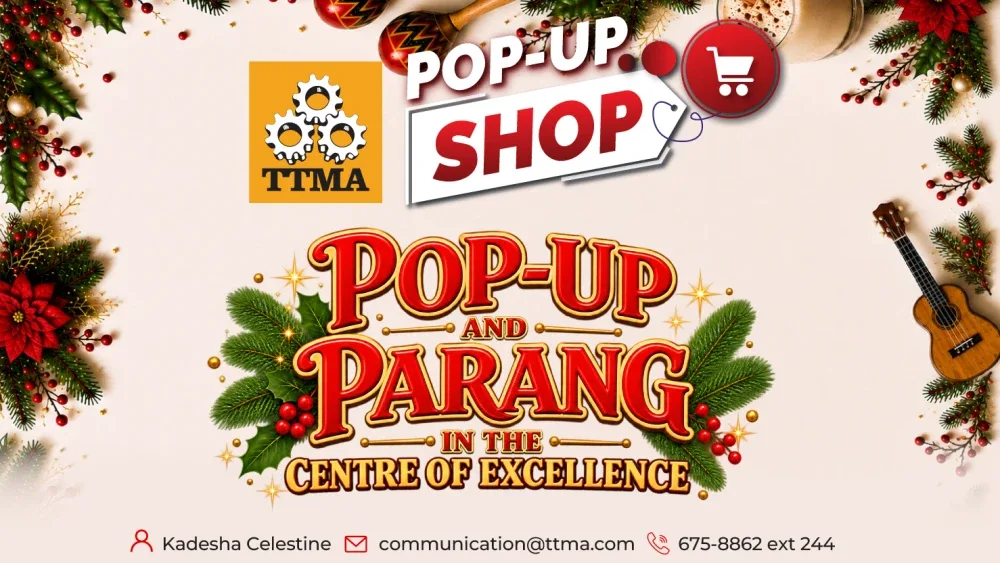 POP-UP
SHOP
TTMA
POP-UP
AND
PARANG
IN THE
CENTRE OF EXCELLENCE
Kadesha Celestine communication@ttma.com 675-8862 ext 244